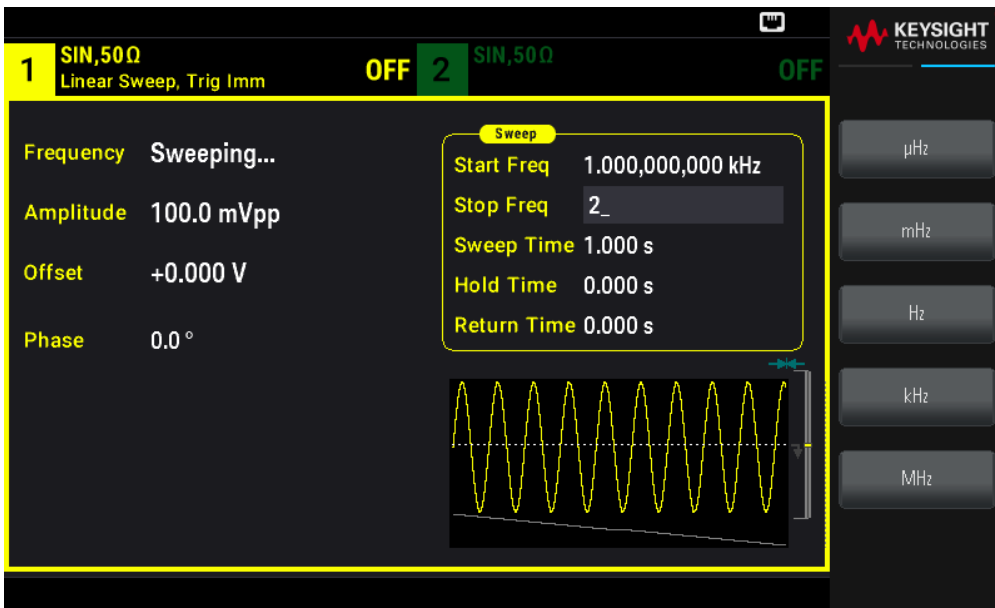 KEYSIGHT
TECHNOLOGIES
1 SIN,50Ω OFF
Linear Sweep, Trig Imm
2 SIN,50Ω OFF
Frequency Sweeping...
Amplitude 100.0 mVpp
Offset +0.000 V
Phase 0.0 °
Sweep
Start Freq 1.000,000,000 kHz
Stop Freq 2_
Sweep Time 1.000 s
Hold Time 0.000 s
Return Time 0.000 s
µHz
mHz
Hz
kHz
MHz